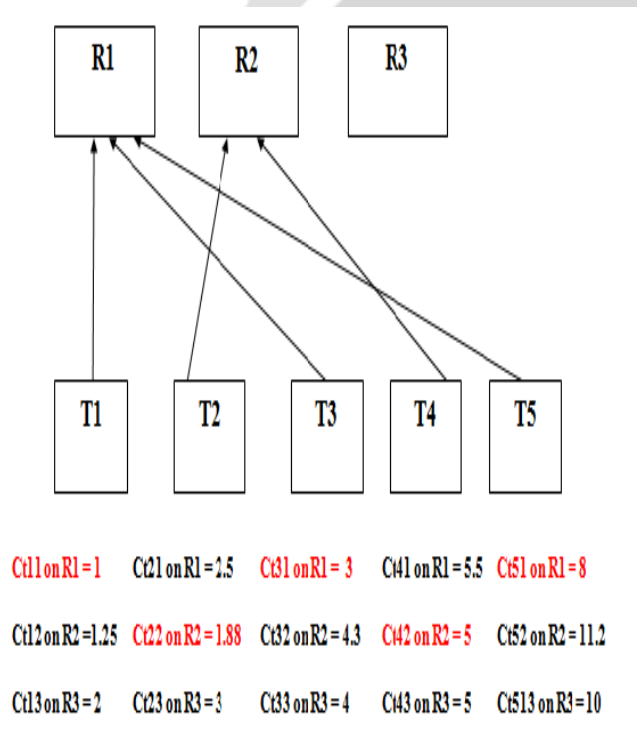 R1 R2 R3
T1 T2 T3 T4 T5
Ct11 on R1 = 1 Ct21 on R1 = 2.5 Ct31 on R1 = 3 Ct41 on R1 = 5.5 Ct51 on R1 = 8
Ct12 on R2 =1.25 Ct22 on R2 = 1.88 Ct32 on R2 = 4.3 Ct42 on R2 = 5 Ct52 on R2 = 11.2
Ct13 on R3 = 2 Ct23 on R3 = 3 Ct33 on R3 = 4 Ct43 on R3 = 5 Ct513 on R3 =10